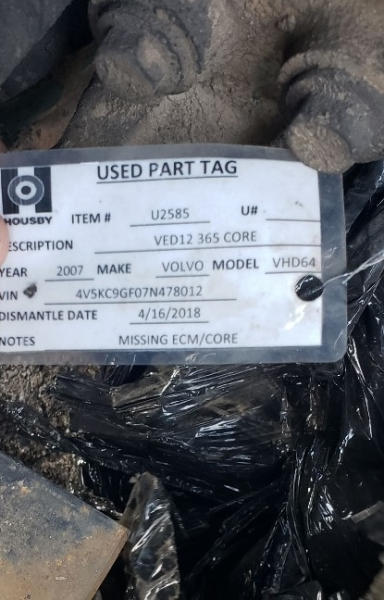 USED PART TAG
HOUSBY
ITEM # U2585 U#
ESCRIPTION VED12 365 CORE
YEAR 2007 MAKE VOLVO MODEL VHD64
VIN 4V5KC9GF07N478012
DISMANTLE DATE 4/16/2018
NOTES MISSING ECM/CORE